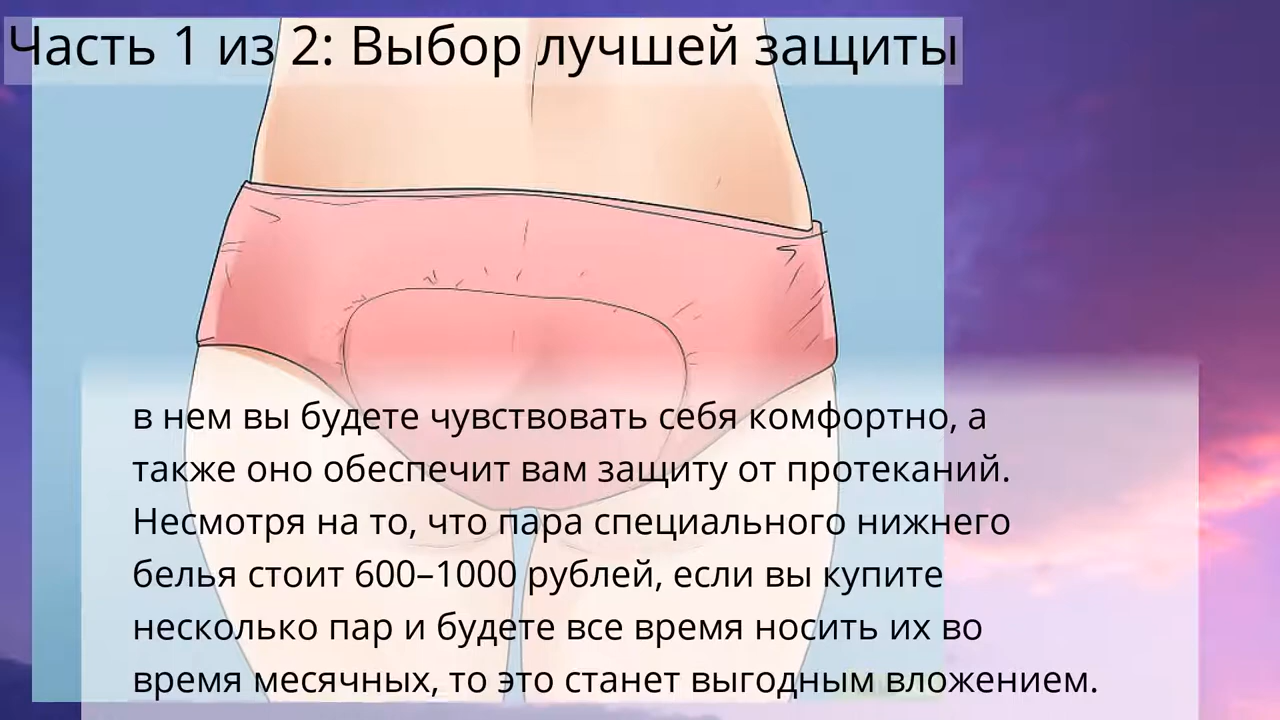 Часть 1 из 2: Выбор лучшей защиты
в нем вы будете чувствовать себя комфортно, а
также оно обеспечит вам защиту от протеканий.
Несмотря на то, что пара специального нижнего
белья стоит 600–1000 рублей, если вы купите
несколько пар и будете все время носить их во
время месячных, то это станет выгодным вложением.